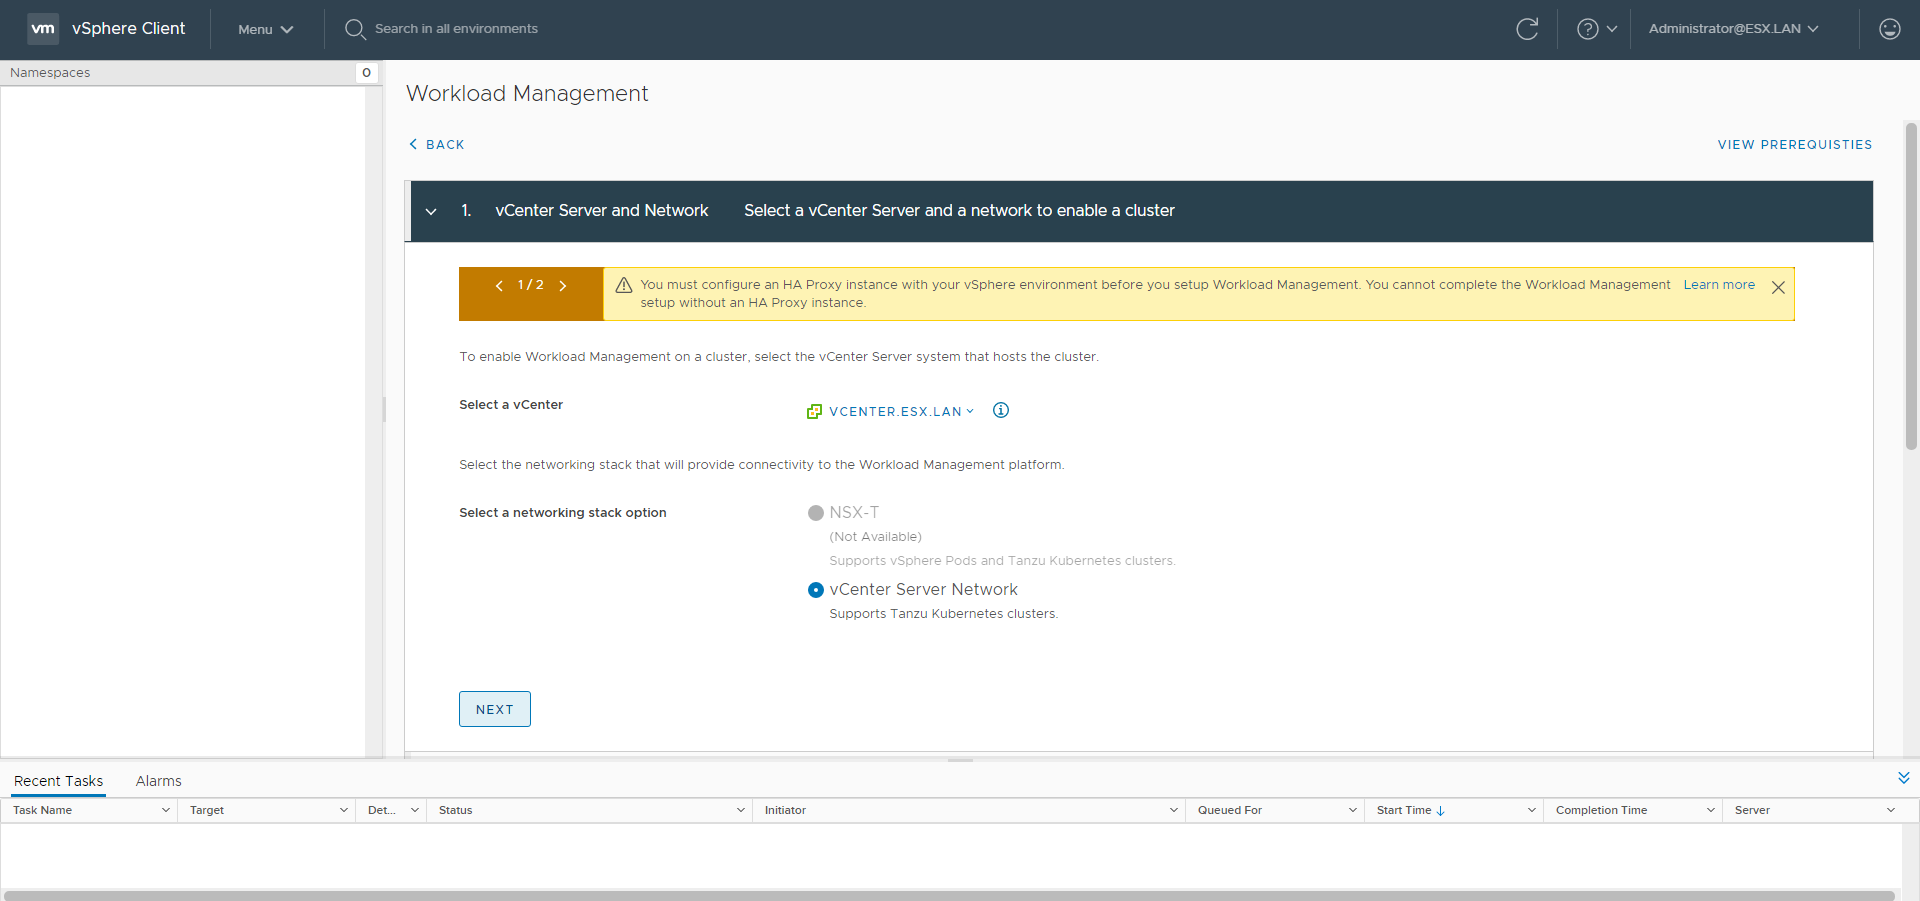 vm vSphere Client Menu Search in all environments ? Administrator@ESX.LAN
Namespaces 0
Workload Management
BACK VIEW PREREQUISTIES
1. vCenter Server and Network Select a vCenter Server and a network to enable a cluster
1 / 2 You must configure an HA Proxy instance with your vSphere environment before you setup Workload Management. You cannot complete the Workload Management Learn more
setup without an HA Proxy instance.
To enable Workload Management on a cluster, select the vCenter Server system that hosts the cluster.
Select a vCenter VCENTER.ESX.LAN
Select the networking stack that will provide connectivity to the Workload Management platform.
Select a networking stack option NSX-T
(Not Available)
Supports vSphere Pods and Tanzu Kubernetes clusters.
vCenter Server Network
Supports Tanzu Kubernetes clusters.
NEXT
Recent Tasks Alarms
Task Name Target Det... Status Initiator Queued For Start Time ↓ Completion Time Server